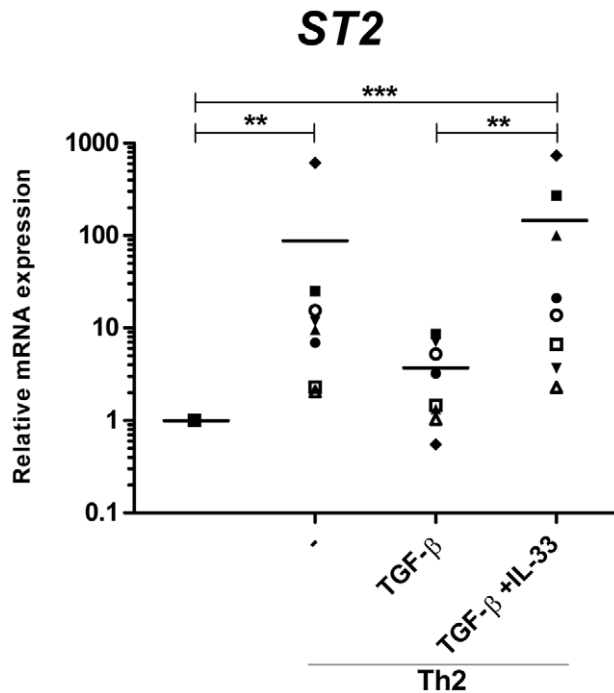 ST2
***
**
**
Relative mRNA expression
1000
100
10
1
0.1
-
TGF-β
TGF-β +IL-33
Th2